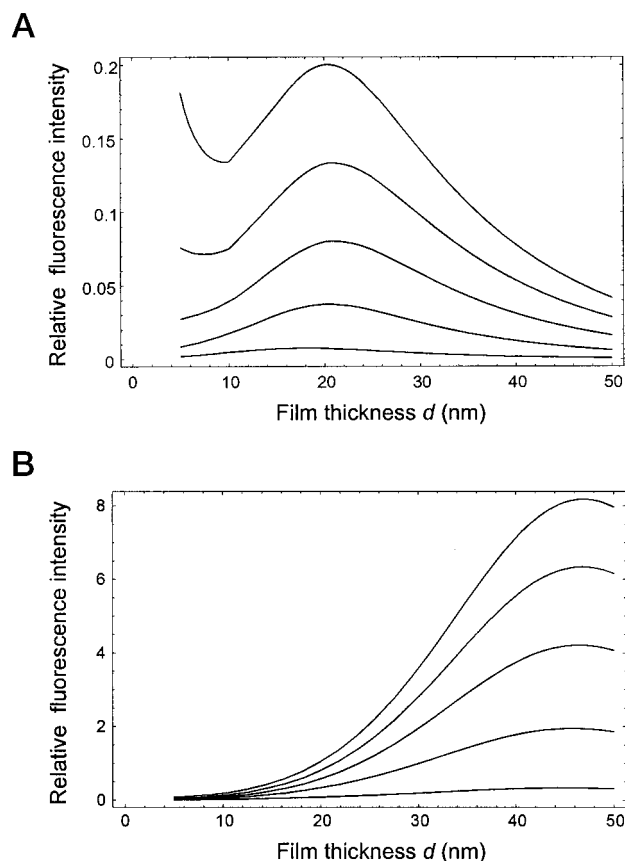 A
Relative fluorescence intensity
0.2
0.15
0.1
0.05
0
0 10 20 30 40 50
Film thickness d (nm)
B
Relative fluorescence intensity
8
6
4
2
0
0 10 20 30 40 50
Film thickness d (nm)